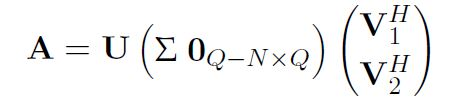 A = U (Σ 0_{Q−N×Q}) (V_1^H
V_2^H)